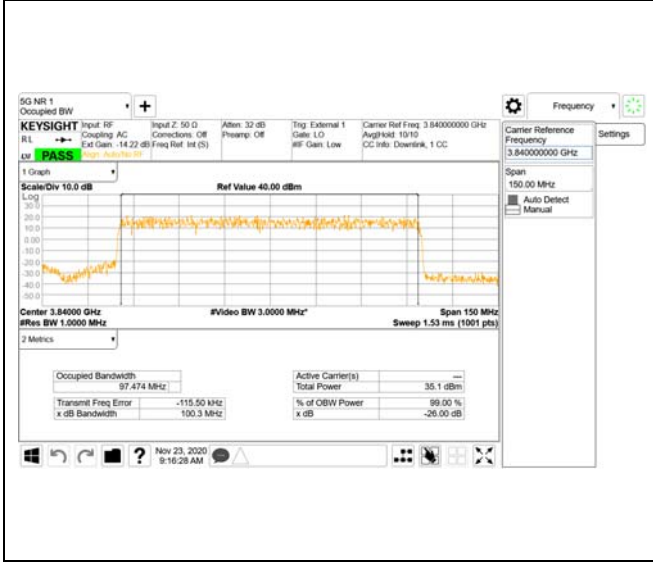 5G NR 1
Occupied BW
Frequency
KEYSIGHT
R L
PASS
Input: RF
Coupling: AC
Ext Gain: -14.22 dB
Align: Auto/No RF
Input Z: 50 Ω
Corrections: Off
Freq Ref: Int (S)
Atten: 32 dB
Preamp: Off
Trig: External 1
Gate: LO
#IF Gain: Low
Carrier Ref Freq: 3.840000000 GHz
Avg|Hold: 10/10
CC Info: Downlink, 1 CC
Carrier Reference
Frequency
3.840000000 GHz
Settings
Span
150.00 MHz
Auto Detect
Manual
1 Graph
Scale/Div 10.0 dB
Ref Value 40.00 dBm
Log
30.0
20.0
10.0
0.00
-10.0
-20.0
-30.0
-40.0
-50.0
Center 3.84000 GHz
#Video BW 3.0000 MHz*
Span 150 MHz
#Res BW 1.0000 MHz
Sweep 1.53 ms (1001 pts)
2 Metrics
Occupied Bandwidth
97.474 MHz
Transmit Freq Error -115.50 kHz
x dB Bandwidth 100.3 MHz
Active Carrier(s) ---
Total Power 35.1 dBm
% of OBW Power 99.00 %
x dB -26.00 dB
?
Nov 23, 2020
9:16:28 AM